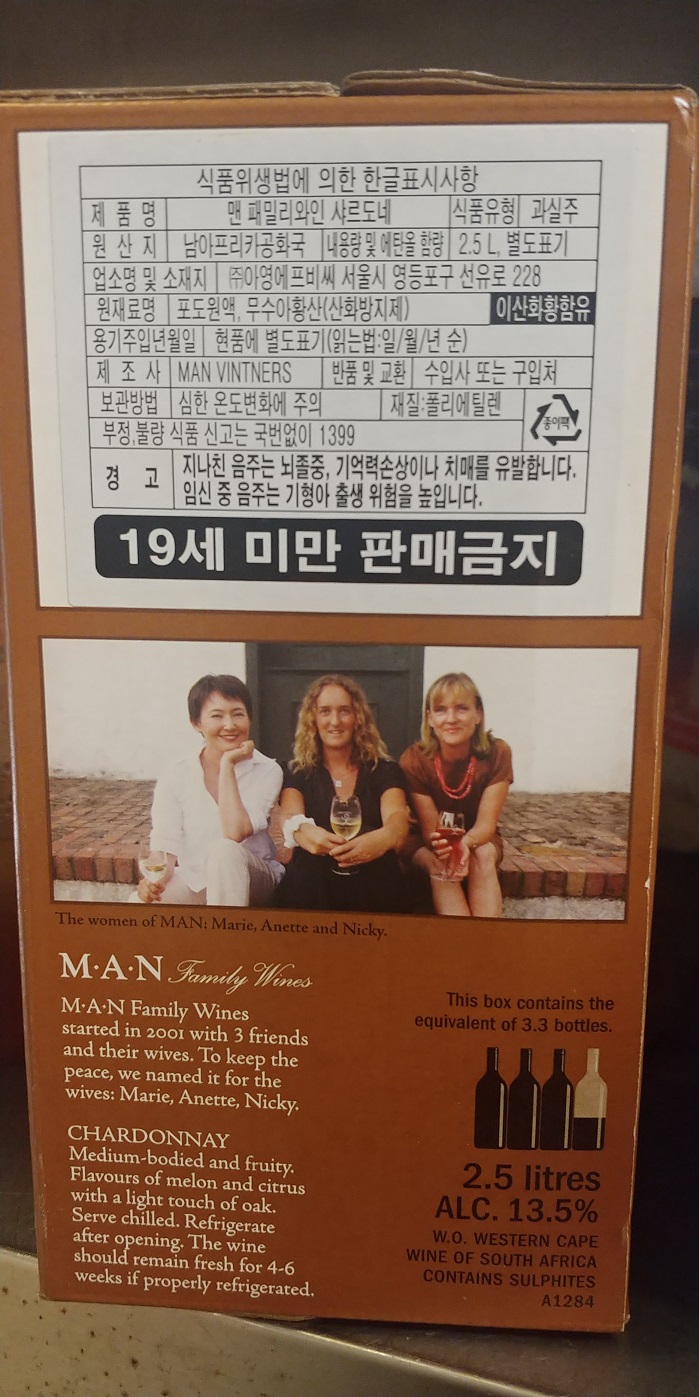 식품위생법에 의한 한글표시사항
제 품 명 맨 패밀리와인 샤르도네 식품유형 과실주
원 산 지 남아프리카공화국 내용량 및 에탄올 함량 2.5 L, 별도표기
업소명 및 소재지 ㈜아영에프비씨 서울시 영등포구 선유로 228
원재료명 포도원액, 무수아황산(산화방지제) 이산화황함유
용기주입년월일 현품에 별도표기(읽는법:일/월/년 순)
제 조 사 MAN VINTNERS 반품 및 교환 수입사 또는 구입처
보관방법 심한 온도변화에 주의 재질:폴리에틸렌
종이팩
부정,불량 식품 신고는 국번없이 1399
경 고 지나친 음주는 뇌졸중, 기억력손상이나 치매를 유발합니다.
임신 중 음주는 기형아 출생 위험을 높입니다.
19세 미만 판매금지
The women of MAN: Marie, Anette and Nicky.
M·A·N Family Wines
M·A·N Family Wines
started in 2001 with 3 friends
and their wives. To keep the
peace, we named it for the
wives: Marie, Anette, Nicky.
CHARDONNAY
Medium-bodied and fruity.
Flavours of melon and citrus
with a light touch of oak.
Serve chilled. Refrigerate
after opening. The wine
should remain fresh for 4-6
weeks if properly refrigerated.
This box contains the
equivalent of 3.3 bottles.
2.5 litres
ALC. 13.5%
W.O. WESTERN CAPE
WINE OF SOUTH AFRICA
CONTAINS SULPHITES
A1284